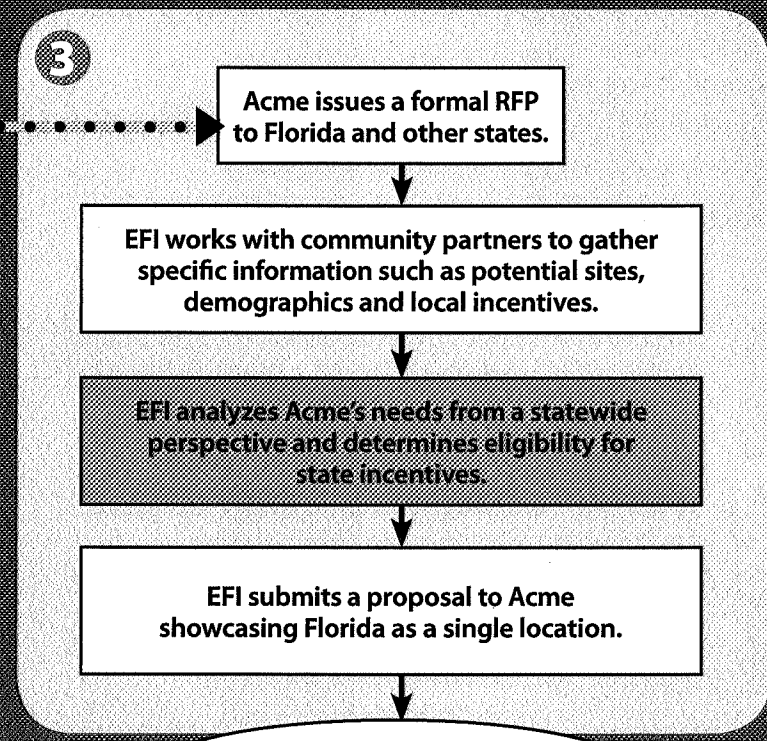 3
Acme issues a formal RFP
to Florida and other states.
EFI works with community partners to gather
specific information such as potential sites,
demographics and local incentives.
EFI analyzes Acme's needs from a statewide
perspective and determines eligibility for
state incentives.
EFI submits a proposal to Acme
showcasing Florida as a single location.